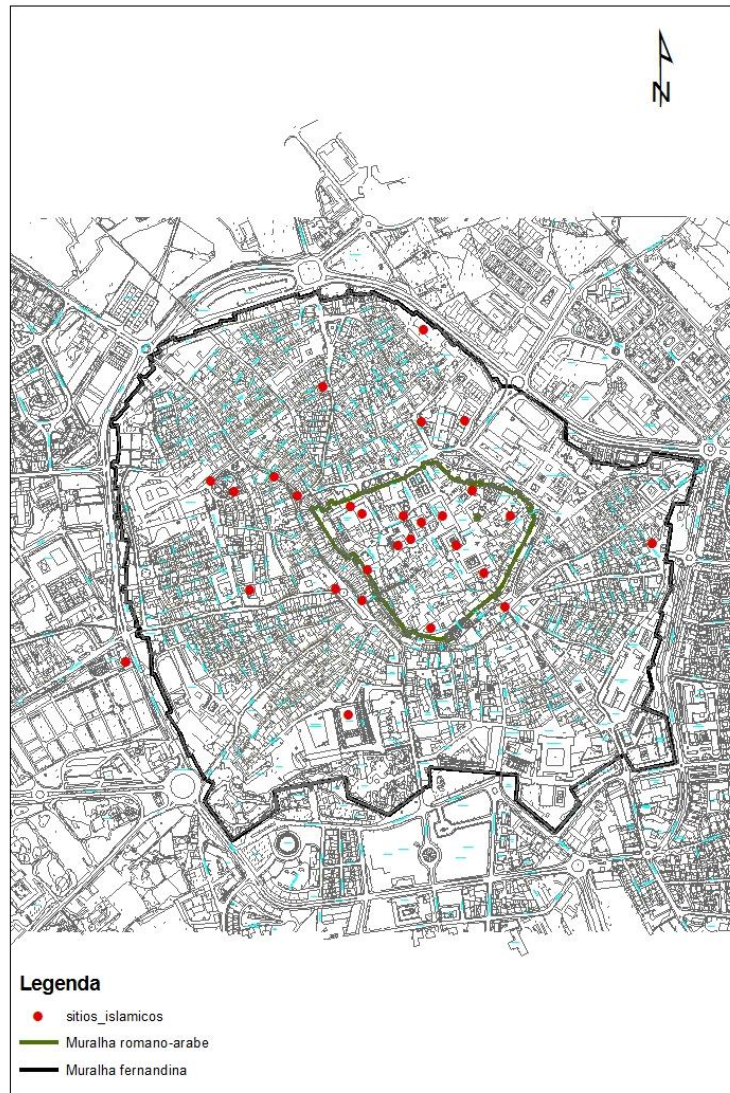 N
Legenda
sitios_islamicos
Muralha romano-arabe
Muralha fernandina